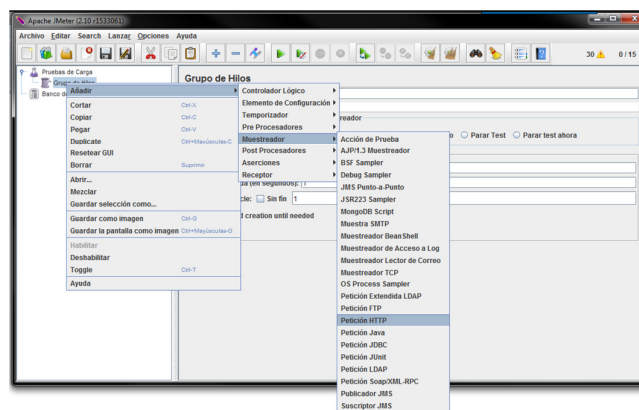 Apache JMeter (2.10 r1533061)
Archivo Editar Search Lanzar Opciones Ayuda
30 0 / 15
Pruebas de Carga
Grupo de Hilos
Banco de
Grupo de Hilos
Añadir
Cortar Ctrl-X
Copiar Ctrl-C
Pegar Ctrl-V
Duplicate Ctrl+Mayúsculas-C
Resetear GUI
Borrar Suprimir
Abrir...
Mezclar
Guardar selección como...
Guardar como imagen Ctrl-G
Guardar la pantalla como imagen Ctrl+Mayúsculas-G
Habilitar
Deshabilitar
Toggle Ctrl-T
Ayuda
Controlador Lógico
Elemento de Configuración
Temporizador
Pre Procesadores
Muestreador
Post Procesadores
Aserciones
Receptor
reador
o Parar Test Parar test ahora
(en segundos): 1
cle: Sin fin 1
d creation until needed
Acción de Prueba
AJP/1.3 Muestreador
BSF Sampler
Debug Sampler
JMS Punto-a-Punto
JSR223 Sampler
MongoDB Script
Muestra SMTP
Muestreador BeanShell
Muestreador de Acceso a Log
Muestreador Lector de Correo
Muestreador TCP
OS Process Sampler
Petición Extendida LDAP
Petición FTP
Petición HTTP
Petición Java
Petición JDBC
Petición JUnit
Petición LDAP
Petición Soap/XML-RPC
Publicador JMS
Suscriptor JMS